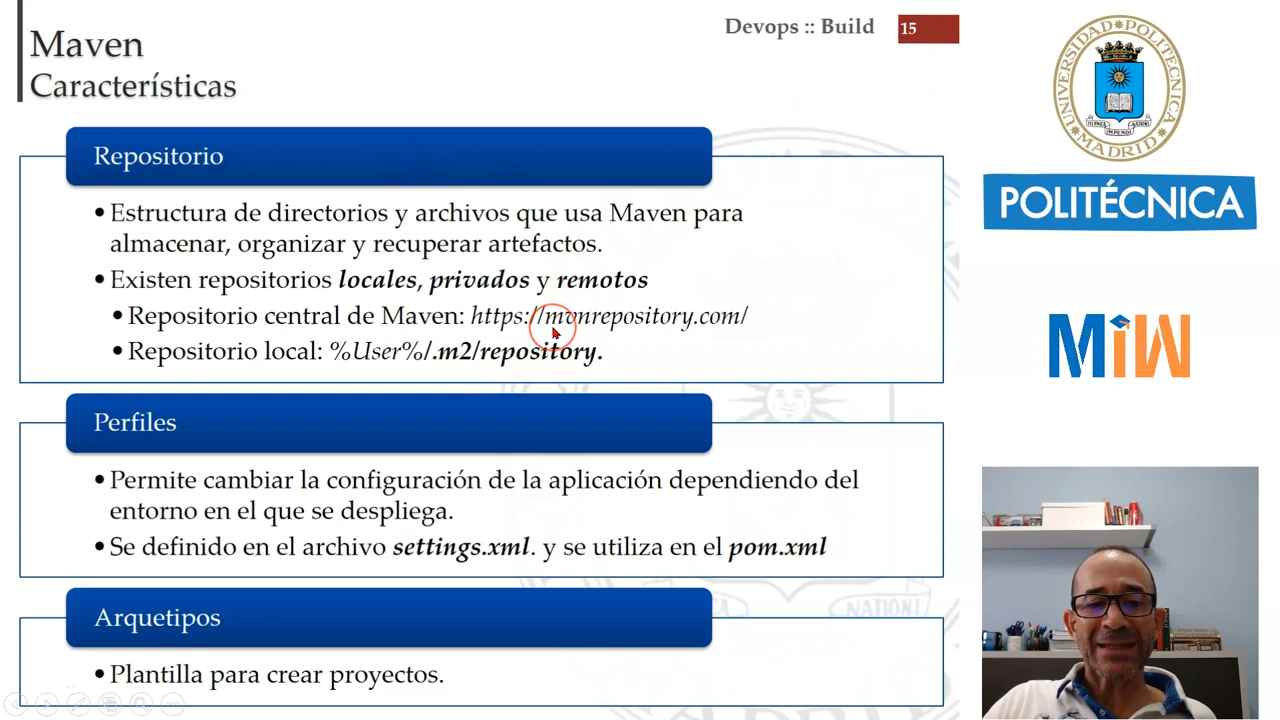 Devops :: Build 15
Maven
Características
Repositorio
• Estructura de directorios y archivos que usa Maven para
almacenar, organizar y recuperar artefactos.
• Existen repositorios locales, privados y remotos
• Repositorio central de Maven: https://mvnrepository.com/
• Repositorio local: %User%/.m2/repository.
Perfiles
• Permite cambiar la configuración de la aplicación dependiendo del
entorno en el que se despliega.
• Se definido en el archivo settings.xml. y se utiliza en el pom.xml
Arquetipos
• Plantilla para crear proyectos.
UNIVERSIDAD POLITÉCNICA
MADRID
POLITÉCNICA
MiW